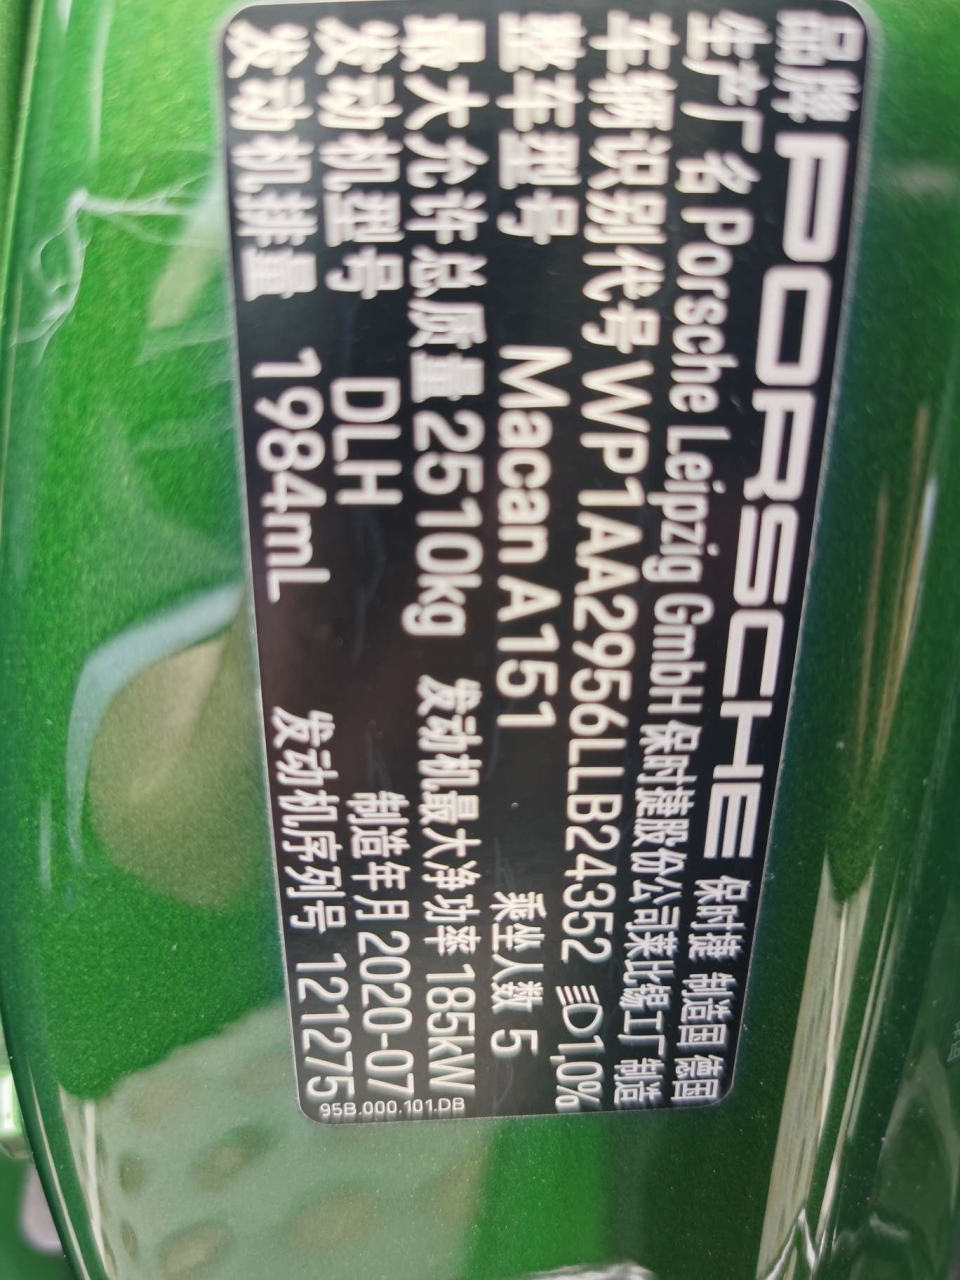 品牌 PORSCHE 保时捷 制造国 德国
生产厂名 Porsche Leipzig GmbH 保时捷股份公司莱比锡工厂 制造
车辆识别代号 WP1AA2956LLB24352 1,0%
整车型号 Macan A151 乘坐人数 5
最大允许总质量 2510kg 发动机最大净功率 185kW
发动机型号 DLH 制造年月 2020-07
发动机排量 1984mL 发动机序列号 121275
95B.000.101.DB